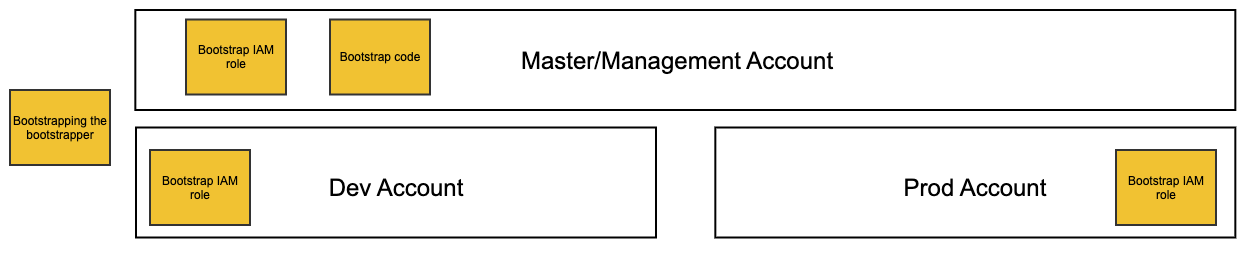 Bootstrap IAM
role
Bootstrap code
Master/Management Account
Bootstrapping the
bootstrapper
Bootstrap IAM
role
Dev Account
Prod Account
Bootstrap IAM
role